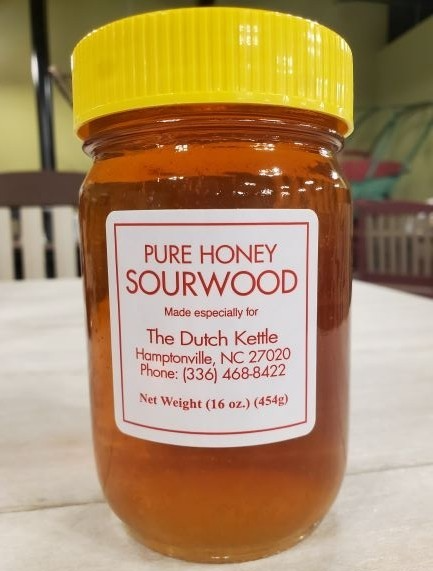 PURE HONEY
SOURWOOD
Made especially for
The Dutch Kettle
Hamptonville, NC 27020
Phone: (336) 468-8422
Net Weight (16 oz.) (454g)